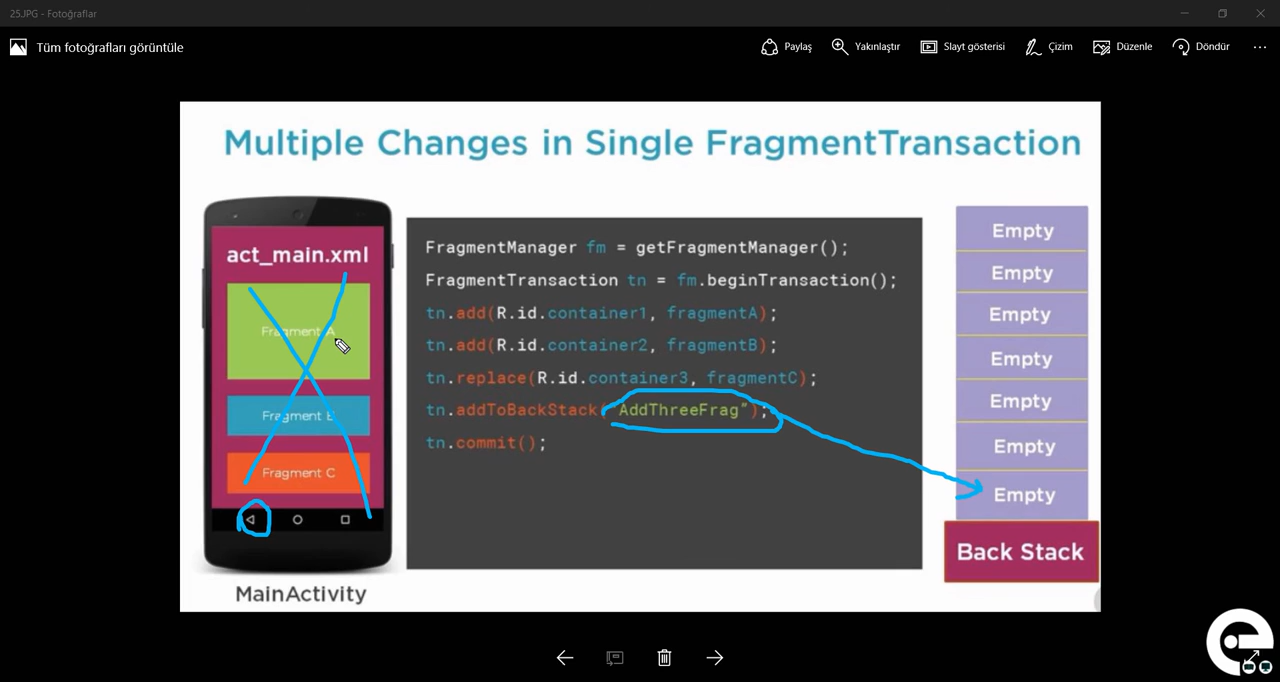 25.JPG - Fotoğraflar
Tüm fotoğrafları görüntüle
Paylaş
Yakınlaştır
Slayt gösterisi
Çizim
Düzenle
Döndür
Multiple Changes in Single FragmentTransaction
act_main.xml
Fragment A
Fragment B
Fragment C
MainActivity
FragmentManager fm = getFragmentManager();
FragmentTransaction tn = fm.beginTransaction();
tn.add(R.id.container1, fragmentA);
tn.add(R.id.container2, fragmentB);
tn.replace(R.id.container3, fragmentC);
tn.addToBackStack("AddThreeFrag");
tn.commit();
Empty
Empty
Empty
Empty
Empty
Empty
Empty
Back Stack